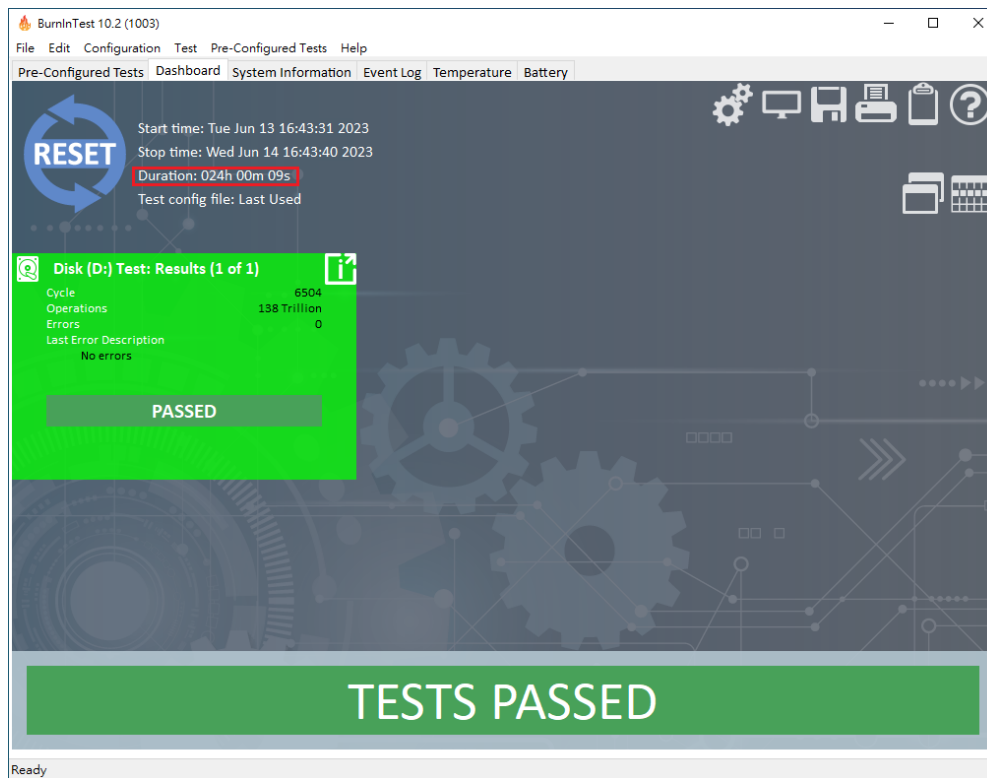 BurnInTest 10.2 (1003)
File Edit Configuration Test Pre-Configured Tests Help
Pre-Configured Tests Dashboard System Information Event Log Temperature Battery
RESET
Start time: Tue Jun 13 16:43:31 2023
Stop time: Wed Jun 14 16:43:40 2023
Duration: 024h 00m 09s
Test config file: Last Used
Disk (D:) Test: Results (1 of 1)
Cycle 6504
Operations 138 Trillion
Errors 0
Last Error Description
No errors
PASSED
TESTS PASSED
Ready